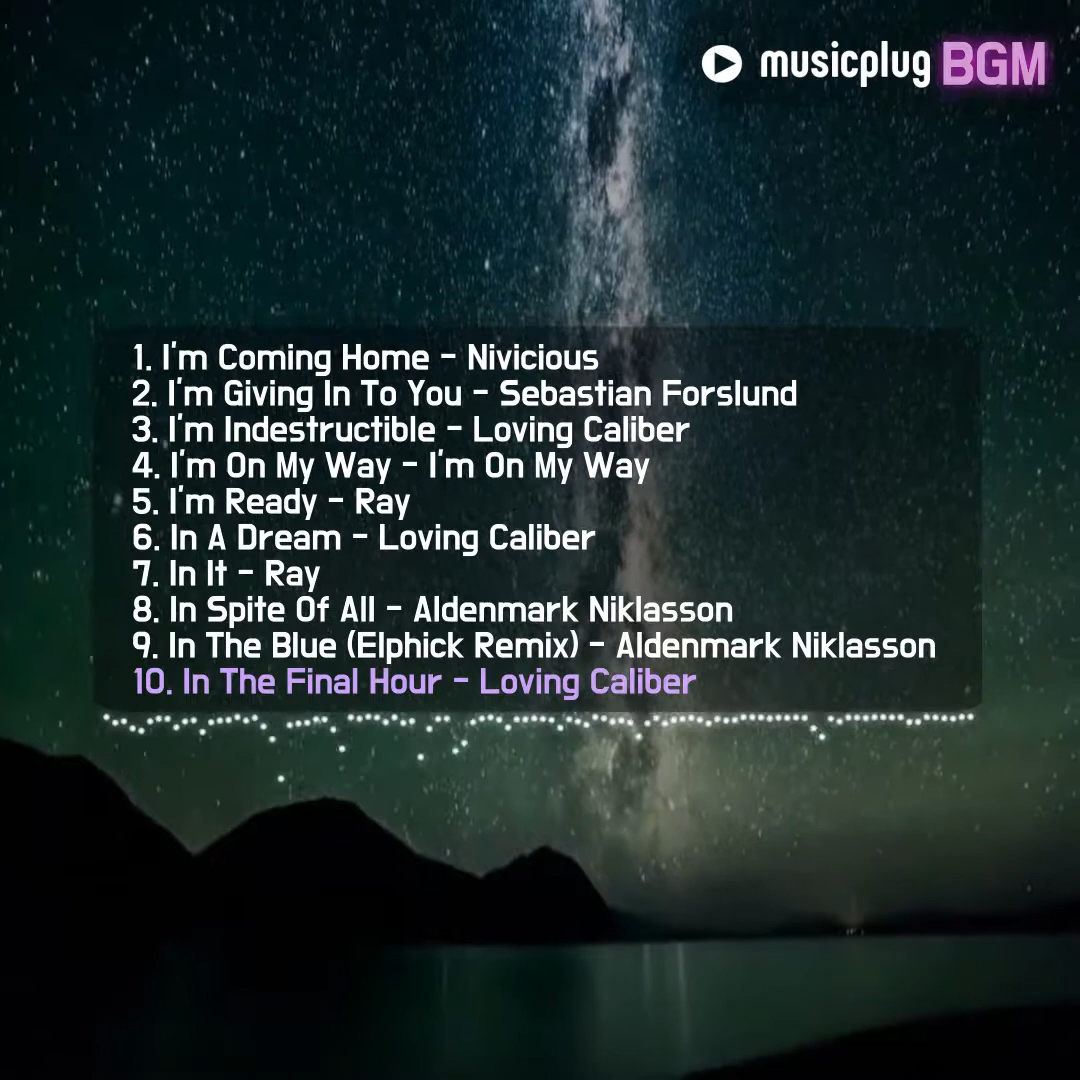 musicplug BGM
1. I'm Coming Home - Nivicious
2. I'm Giving In To You - Sebastian Forslund
3. I'm Indestructible - Loving Caliber
4. I'm On My Way - I'm On My Way
5. I'm Ready - Ray
6. In A Dream - Loving Caliber
7. In It - Ray
8. In Spite Of All - Aldenmark Niklasson
9. In The Blue (Elphick Remix) - Aldenmark Niklasson
10. In The Final Hour - Loving Caliber